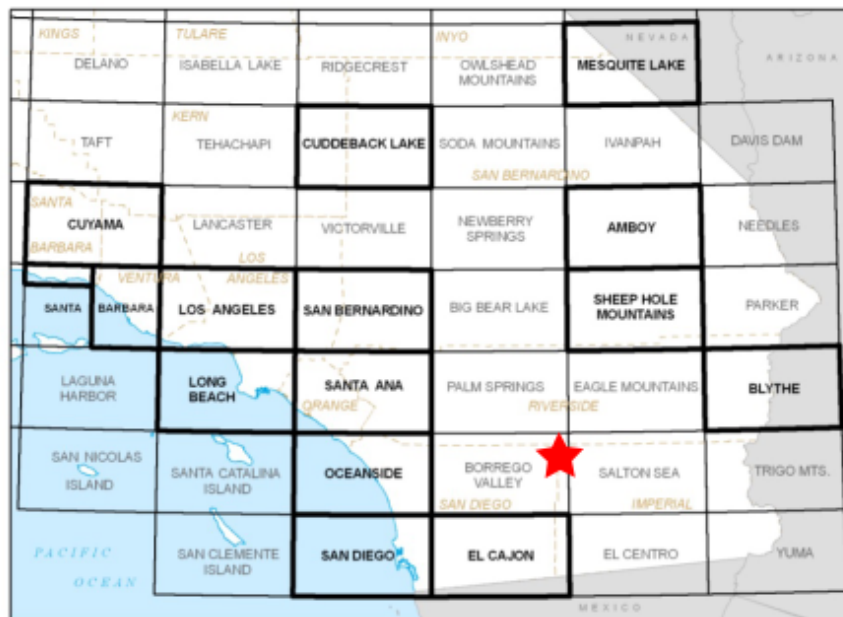 KINGS
TULARE
INYO
NEVADA
DELANO
ISABELLA LAKE
RIDGECREST
OWLSHEAD
MOUNTAINS
MESQUITE LAKE
ARIZONA
KERN
TAFT
TEHACHAPI
CUDDEBACK LAKE
SODA MOUNTAINS
IVANPAH
DAVIS DAM
SAN BERNARDINO
SANTA
BARBARA
CUYAMA
LANCASTER
LOS
ANGELES
VICTORVILLE
NEWBERRY
SPRINGS
AMBOY
NEEDLES
VENTURA
SANTA
BARBARA
LOS ANGELES
SAN BERNARDINO
BIG BEAR LAKE
SHEEP HOLE
MOUNTAINS
PARKER
LAGUNA
HARBOR
LONG
BEACH
SANTA ANA
ORANGE
PALM SPRINGS
EAGLE MOUNTAINS
RIVERSIDE
BLYTHE
SAN NICOLAS
ISLAND
SANTA CATALINA
ISLAND
OCEANSIDE
BORREGO
VALLEY
SAN DIEGO
SALTON SEA
IMPERIAL
TRIGO MTS.
PACIFIC
OCEAN
SAN CLEMENTE
ISLAND
SAN DIEGO
EL CAJON
EL CENTRO
YUMA
MEXICO